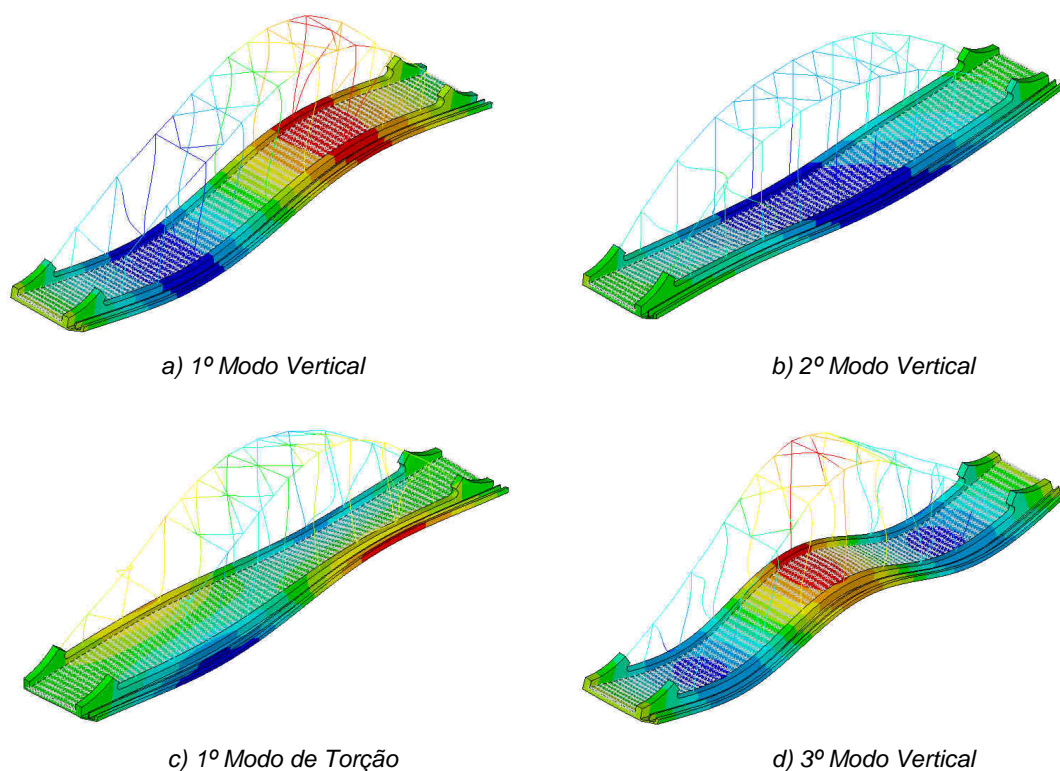 a) 1º Modo Vertical
b) 2º Modo Vertical
c) 1º Modo de Torção
d) 3º Modo Vertical